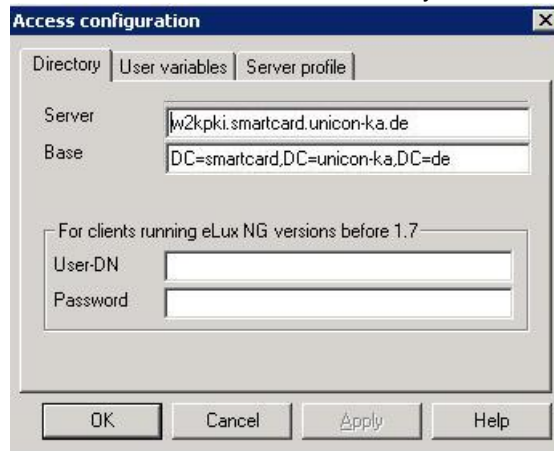 Access configuration
Directory User variables Server profile
Server w2kpki.smartcard.unicon-ka.de
Base DC=smartcard,DC=unicon-ka,DC=de
For clients running eLux NG versions before 1.7
User-DN
Password
OK Cancel Apply Help